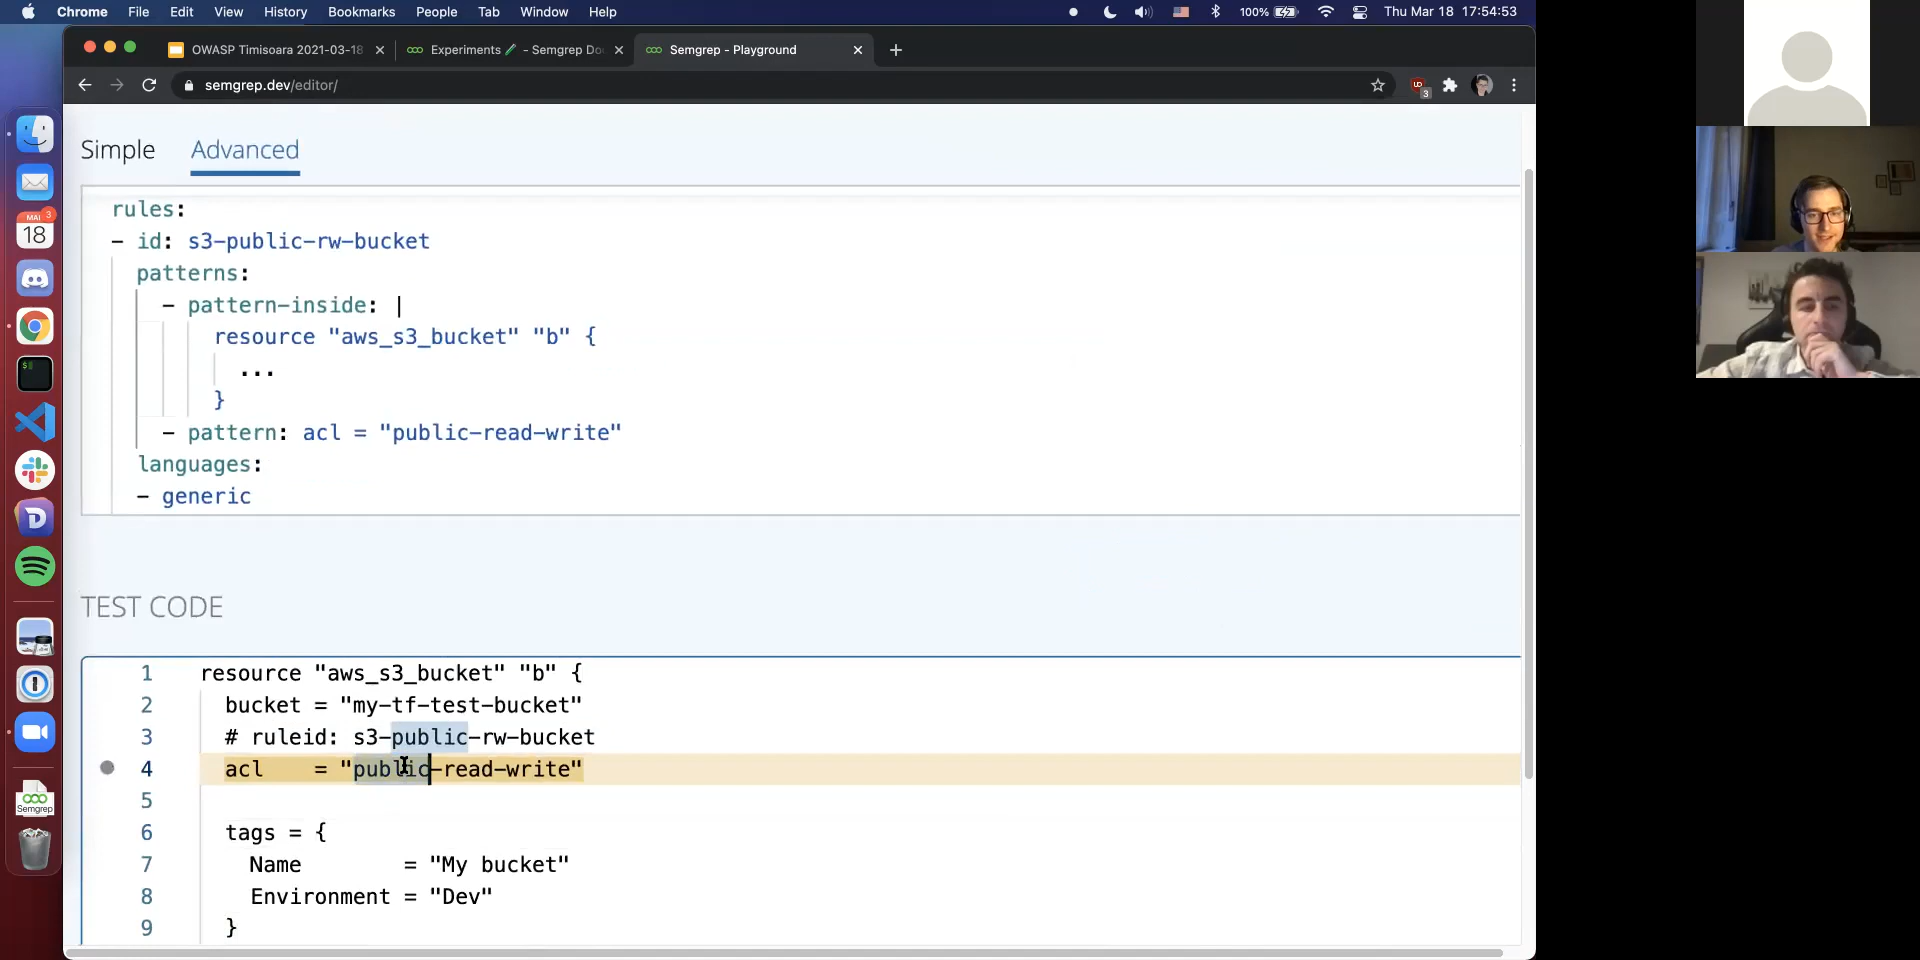 Chrome File Edit View History Bookmarks People Tab Window Help 100% Thu Mar 18 17:54:53
OWASP Timisoara 2021-03-18 Experiments - Semgrep Do Semgrep - Playground
semgrep.dev/editor/ 3
Simple Advanced
rules:
- id: s3-public-rw-bucket
patterns:
- pattern-inside: |
resource "aws_s3_bucket" "b" {
...
}
- pattern: acl = "public-read-write"
languages:
- generic
TEST CODE
1 resource "aws_s3_bucket" "b" {
2 bucket = "my-tf-test-bucket"
3 # ruleid: s3-public-rw-bucket
4 acl    = "public-read-write"
5
6 tags = {
7 Name        = "My bucket"
8 Environment = "Dev"
9 }
MAI 3
18
Semgrep